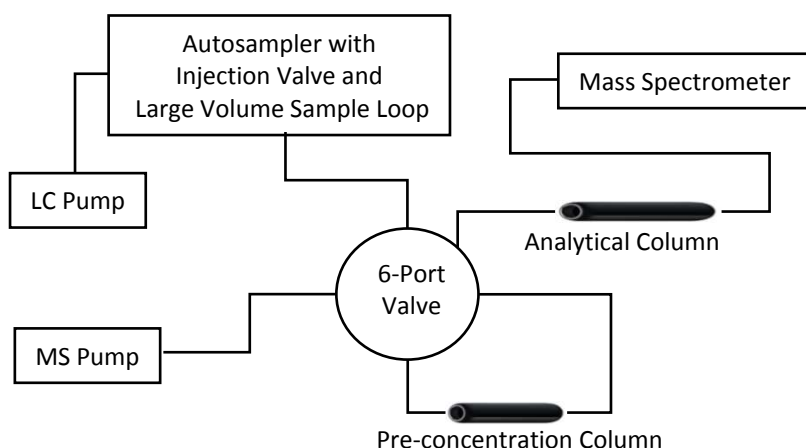 Autosampler with
Injection Valve and
Large Volume Sample Loop
Mass Spectrometer
LC Pump
Analytical Column
6-Port
Valve
MS Pump
Pre-concentration Column